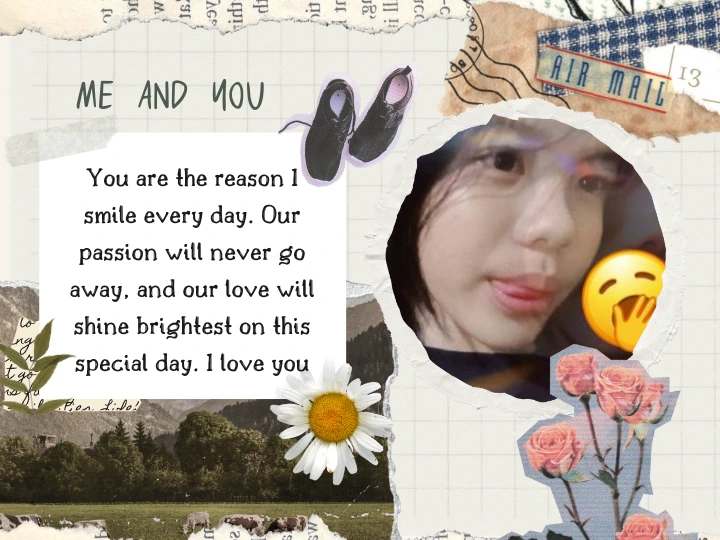 ME AND YOU
You are the reason I
smile every day. Our
passion will never go
away, and our love will
shine brightest on this
special day. I love you
AIR MAIL
13